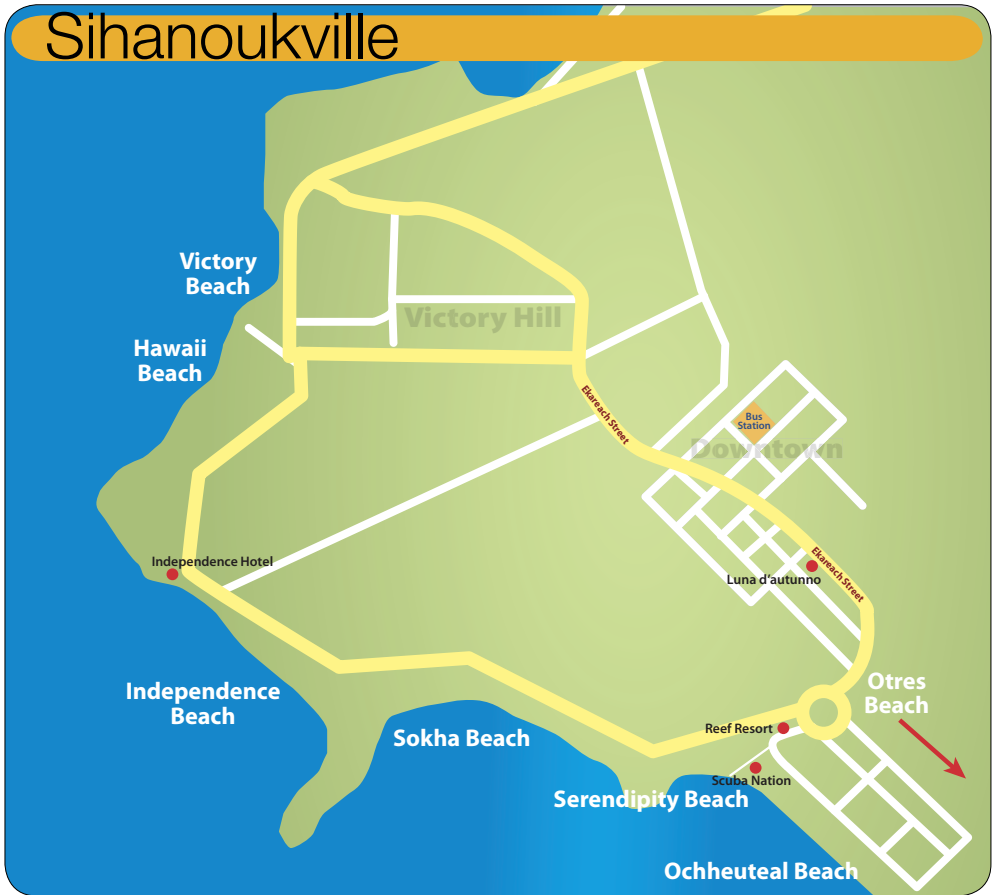 Sihanoukville
Victory
Beach
Victory Hill
Hawaii
Beach
Ekareach Street
Bus
Station
Downtown
Independence Hotel
Ekareach Street
Luna d'autunno
Independence
Beach
Otres
Beach
Sokha Beach
Reef Resort
Scuba Nation
Serendipity Beach
Ochheuteal Beach